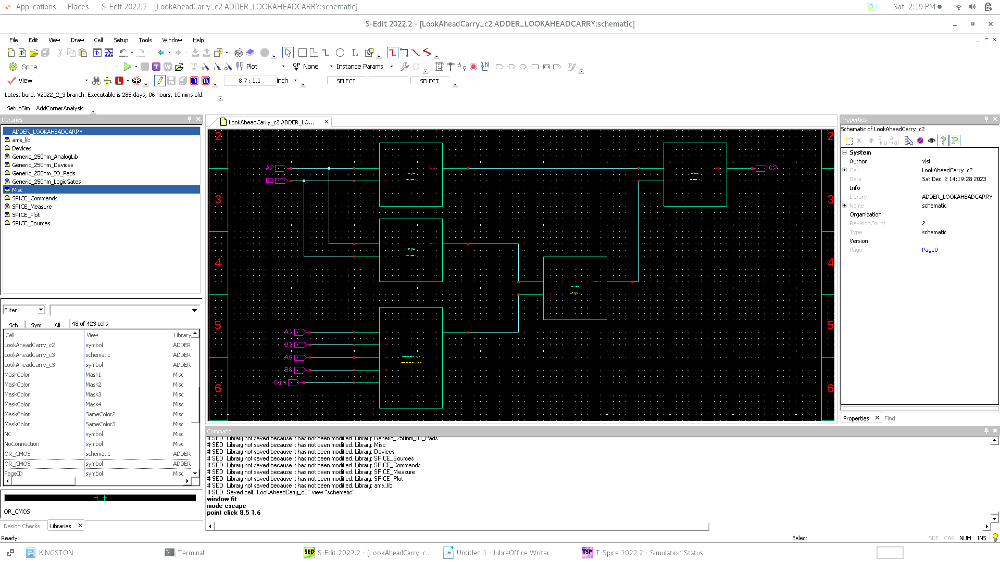 Applications Places S-Edit 2022.2 - [LookAheadCarry_c2 ADDER_LOOKAHEADCARRY:schematic] Sat 2:19 PM
S-Edit 2022.2 - [LookAheadCarry_c2 ADDER_LOOKAHEADCARRY:schematic]
File Edit View Draw Cell Setup Tools Window Help
Spice Plot OP None Instance Params
View 8.7 : 1.1 inch SELECT SELECT
Latest build. V2022_2_3 branch. Executable is 285 days, 06 hours, 10 mins old.
SetupSim AddCornerAnalysis
Libraries
ADDER_LOOKAHEADCARRY
ams_lib
Devices
Generic_250nm_AnalogLib
Generic_250nm_Devices
Generic_250nm_IO_Pads
Generic_250nm_LogicGates
Misc
SPICE_Commands
SPICE_Measure
SPICE_Plot
SPICE_Sources
Filter
Sch Sym All 48 of 423 cells
Cell View Library
LookAheadCarry_c2 symbol ADDER
LookAheadCarry_c3 schematic ADDER
LookAheadCarry_c3 symbol ADDER
MaskColor Mask1 Misc
MaskColor Mask2 Misc
MaskColor Mask3 Misc
MaskColor Mask4 Misc
MaskColor SameColor2 Misc
MaskColor SameColor3 Misc
NC symbol Misc
NoConnection symbol Misc
OR_CMOS schematic ADDER
OR_CMOS symbol ADDER
PageID symbol Misc
OR_CMOS
Design Checks Libraries
Ready
LookAheadCarry_c2 ADDER_LO...
2 2
A2 C2
B2
3 3
4 4
5 5
A1
B1
A0
B0
Cin
6 6
Command
# SED Library not saved because it has not been modified. Library: Generic_250nm_IO_Pads
# SED Library not saved because it has not been modified. Library: Misc
# SED Library not saved because it has not been modified. Library: Devices
# SED Library not saved because it has not been modified. Library: SPICE_Sources
# SED Library not saved because it has not been modified. Library: SPICE_Commands
# SED Library not saved because it has not been modified. Library: SPICE_Measure
# SED Library not saved because it has not been modified. Library: SPICE_Plot
# SED Library not saved because it has not been modified. Library: ams_lib
# SED Saved cell "LookAheadCarry_c2" view "schematic"
window fit
mode escape
point click 8.5 1.6
Properties
Schematic of LookAheadCarry_c2
System
Author vlsi
Cell LookAheadCarry_c2
Date Sat Dec 2 14:19:28 2023
Info
Library ADDER_LOOKAHEADCARRY
Name schematic
Organization
RevisionCount 2
Type schematic
Version
Page Page0
Properties Find
Select SDE CAP NUM INS
KINGSTON Terminal SED S-Edit 2022.2 - [LookAheadCarry_c... Untitled 1 - LibreOffice Writer TSP T-Spice 2022.2 - Simulation Status